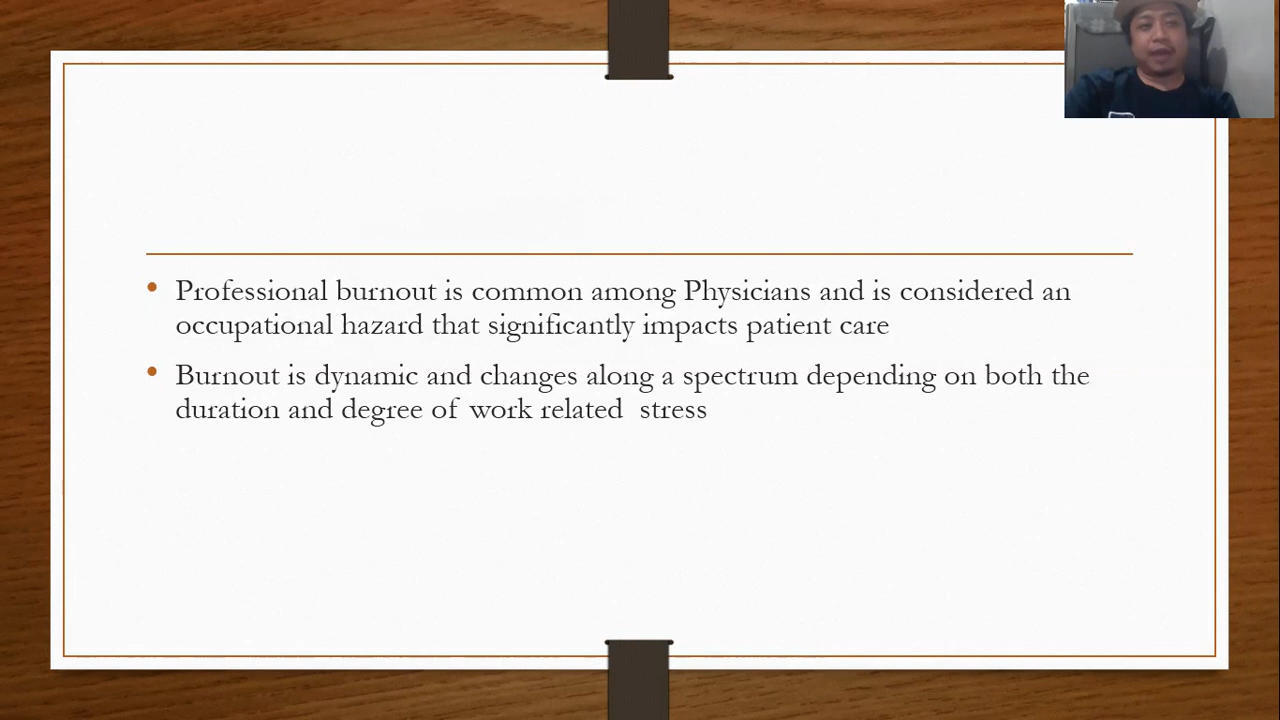 • Professional burnout is common among Physicians and is considered an
occupational hazard that significantly impacts patient care
• Burnout is dynamic and changes along a spectrum depending on both the
duration and degree of work related  stress